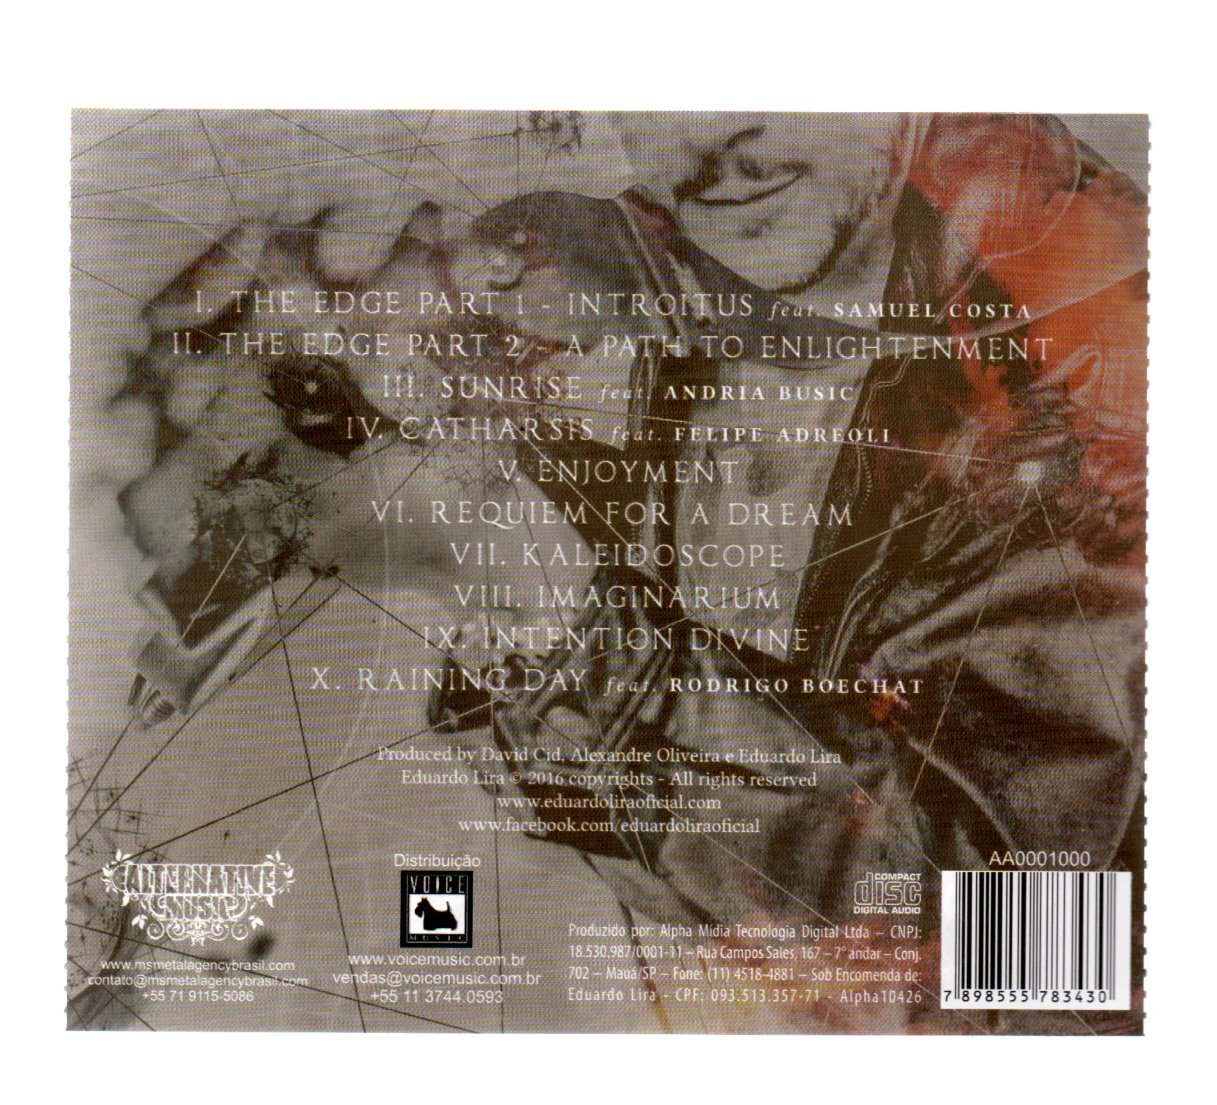 I. THE EDGE PART 1 - INTROITUS feat. SAMUEL COSTA
II. THE EDGE PART 2 - A PATH TO ENLIGHTENMENT
III. SUNRISE feat. ANDRIA BUSIC
IV. CATHARSIS feat. FELIPE ADREOLI
V. ENJOYMENT
VI. REQUIEM FOR A DREAM
VII. KALEIDOSCOPE
VIII. IMAGINARIUM
IX. INTENTION DIVINE
X. RAINING DAY feat. RODRIGO BOECHAT
Produced by David Cid, Alexandre Oliveira e Eduardo Lira
Eduardo Lira © 2016 copyrights - All rights reserved
www.eduardoliraoficial.com
www.facebook.com/eduardoliraoficial
ALTERNATIVE
MUSIC
www.msmetalagencybrasil.com
contato@msmetalagencybrasil.com
+55 71 9115-5086
Distribuição
VOICE
MUSIC
www.voicemusic.com.br
vendas@voicemusic.com.br
+55 11 3744.0593
COMPACT
disc
DIGITAL AUDIO
Produzido por: Alpha Mídia Tecnologia Digital Ltda – CNPJ:
18.530.987/0001-11 – Rua Campos Sales, 167 – 7° andar – Conj.
702 – Mauá/SP – Fone: (11) 4518-4881 – Sob Encomenda de:
Eduardo Lira - CPF: 093.513.357-71 - Alpha10426
AA0001000
7 898555 783430